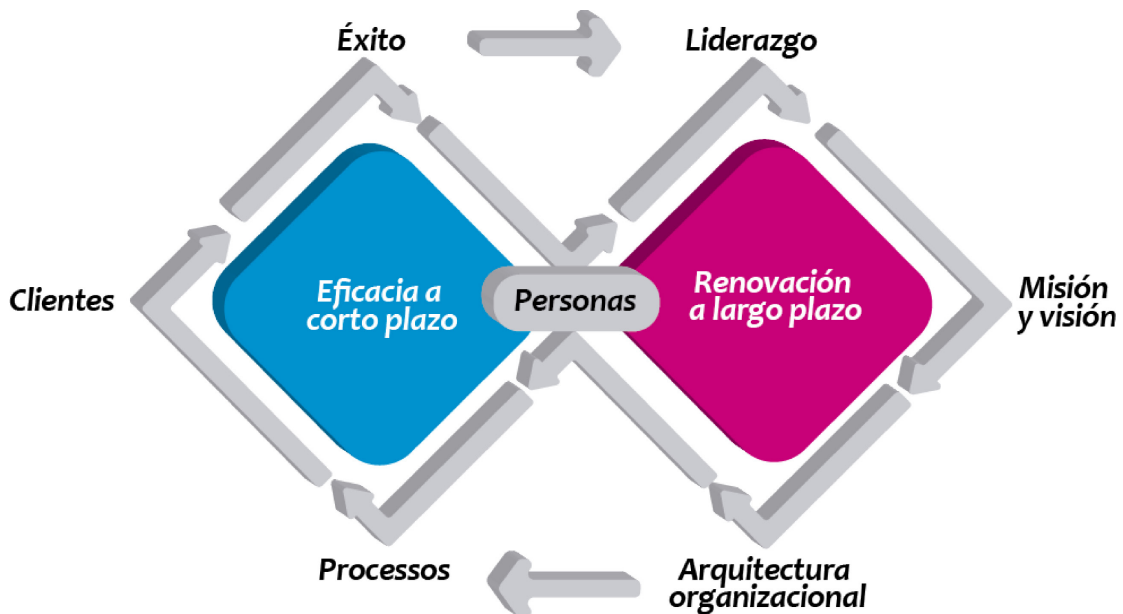 Éxito
Liderazgo
Clientes
Eficacia a
corto plazo
Personas
Renovación
a largo plazo
Misión
y visión
Processos
Arquitectura
organizacional